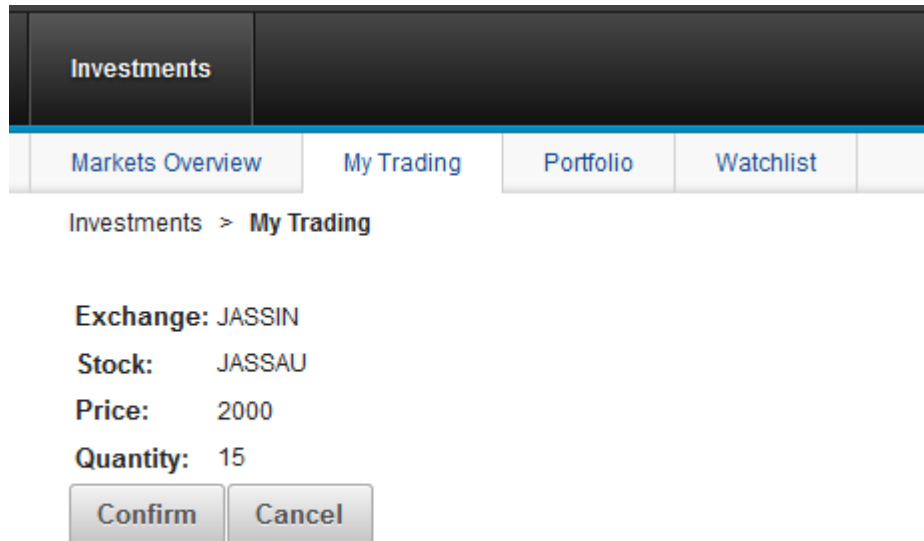 Investments
Markets Overview My Trading Portfolio Watchlist
Investments > My Trading
Exchange: JASSIN
Stock: JASSAU
Price: 2000
Quantity: 15
Confirm Cancel